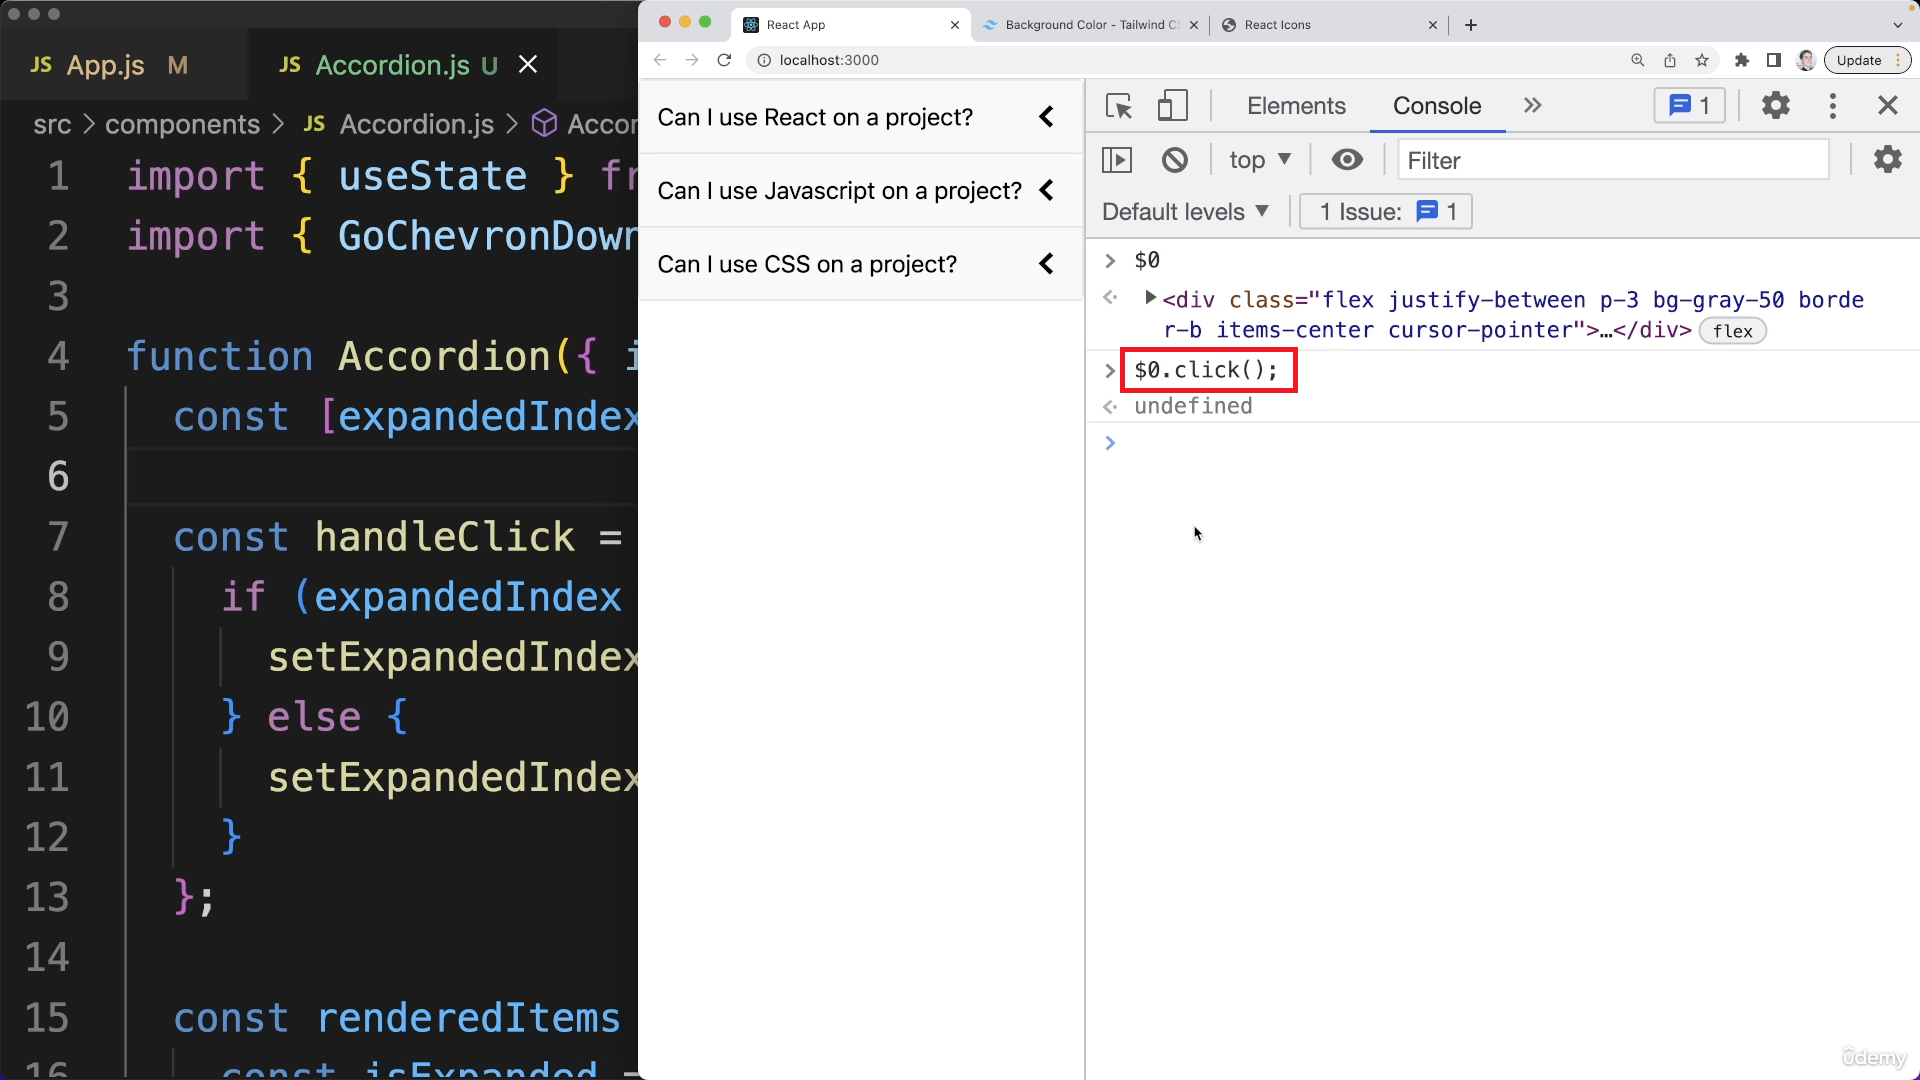 JS App.js M
JS Accordion.js U
src > components > JS Accordion.js > Accor
1 import { useState } fr
2 import { GoChevronDown
3
4 function Accordion({ i
5 const [expandedIndex
6
7 const handleClick =
8 if (expandedIndex
9 setExpandedIndex
10 } else {
11 setExpandedIndex
12 }
13 };
14
15 const renderedItems
16 const isExpanded =
React App
Background Color - Tailwind CS
React Icons
localhost:3000
Update
Can I use React on a project?
Can I use Javascript on a project?
Can I use CSS on a project?
Elements Console 1
top Filter
Default levels 1 Issue: 1
> $0
<div class="flex justify-between p-3 bg-gray-50 borde
r-b items-center cursor-pointer">…</div> flex
> $0.click();
undefined
>
ûdemy